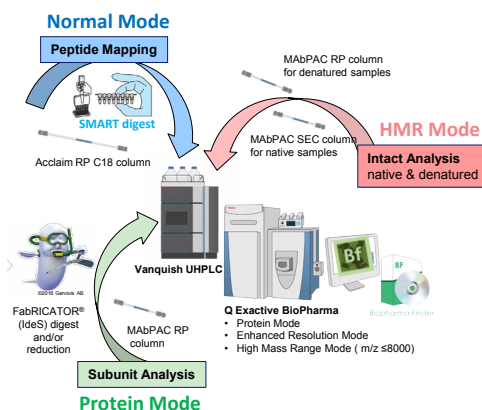 Normal Mode
Peptide Mapping
SMART digest
Acclaim RP C18 column
MAbPAC RP column
for denatured samples
MAbPAC SEC column
for native samples
HMR Mode
Intact Analysis
native & denatured
Vanquish UHPLC
©2016 Genovis AB
FabRICATOR®
(IdeS) digest
and/or
reduction
MAbPAC RP
column
Subunit Analysis
Protein Mode
Bf
BF
Biopharma Finder
Q Exactive BioPharma
• Protein Mode
• Enhanced Resolution Mode
• High Mass Range Mode ( m/z ≤8000)